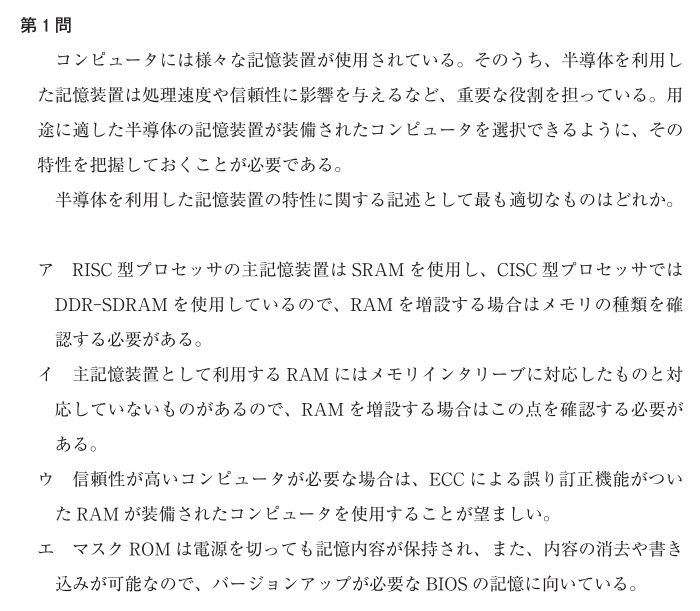 第1問
コンピュータには様々な記憶装置が使用されている。そのうち、半導体を利用し
た記憶装置は処理速度や信頼性に影響を与えるなど、重要な役割を担っている。用
途に適した半導体の記憶装置が装備されたコンピュータを選択できるように、その
特性を把握しておくことが必要である。
半導体を利用した記憶装置の特性に関する記述として最も適切なものはどれか。
ア RISC 型プロセッサの主記憶装置は SRAM を使用し、CISC 型プロセッサでは
DDR-SDRAM を使用しているので、RAM を増設する場合はメモリの種類を確
認する必要がある。
イ 主記憶装置として利用する RAM にはメモリインタリーブに対応したものと対
応していないものがあるので、RAM を増設する場合はこの点を確認する必要が
ある。
ウ 信頼性が高いコンピュータが必要な場合は、ECC による誤り訂正機能がつい
た RAM が装備されたコンピュータを使用することが望ましい。
エ マスク ROM は電源を切っても記憶内容が保持され、また、内容の消去や書き
込みが可能なので、バージョンアップが必要な BIOS の記憶に向いている。